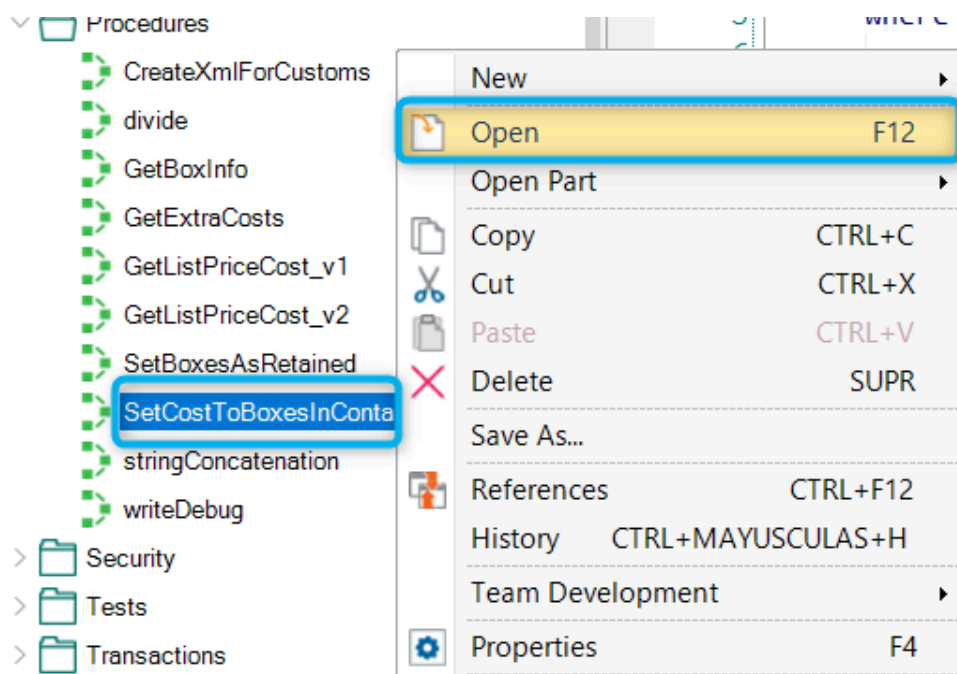 Procedures
CreateXmlForCustoms
divide
GetBoxInfo
GetExtraCosts
GetListPriceCost_v1
GetListPriceCost_v2
SetBoxesAsRetained
SetCostToBoxesInConta
stringConcatenation
writeDebug
Security
Tests
Transactions
New
Open F12
Open Part
Copy CTRL+C
Cut CTRL+X
Paste CTRL+V
Delete SUPR
Save As...
References CTRL+F12
History CTRL+MAYUSCULAS+H
Team Development
Properties F4